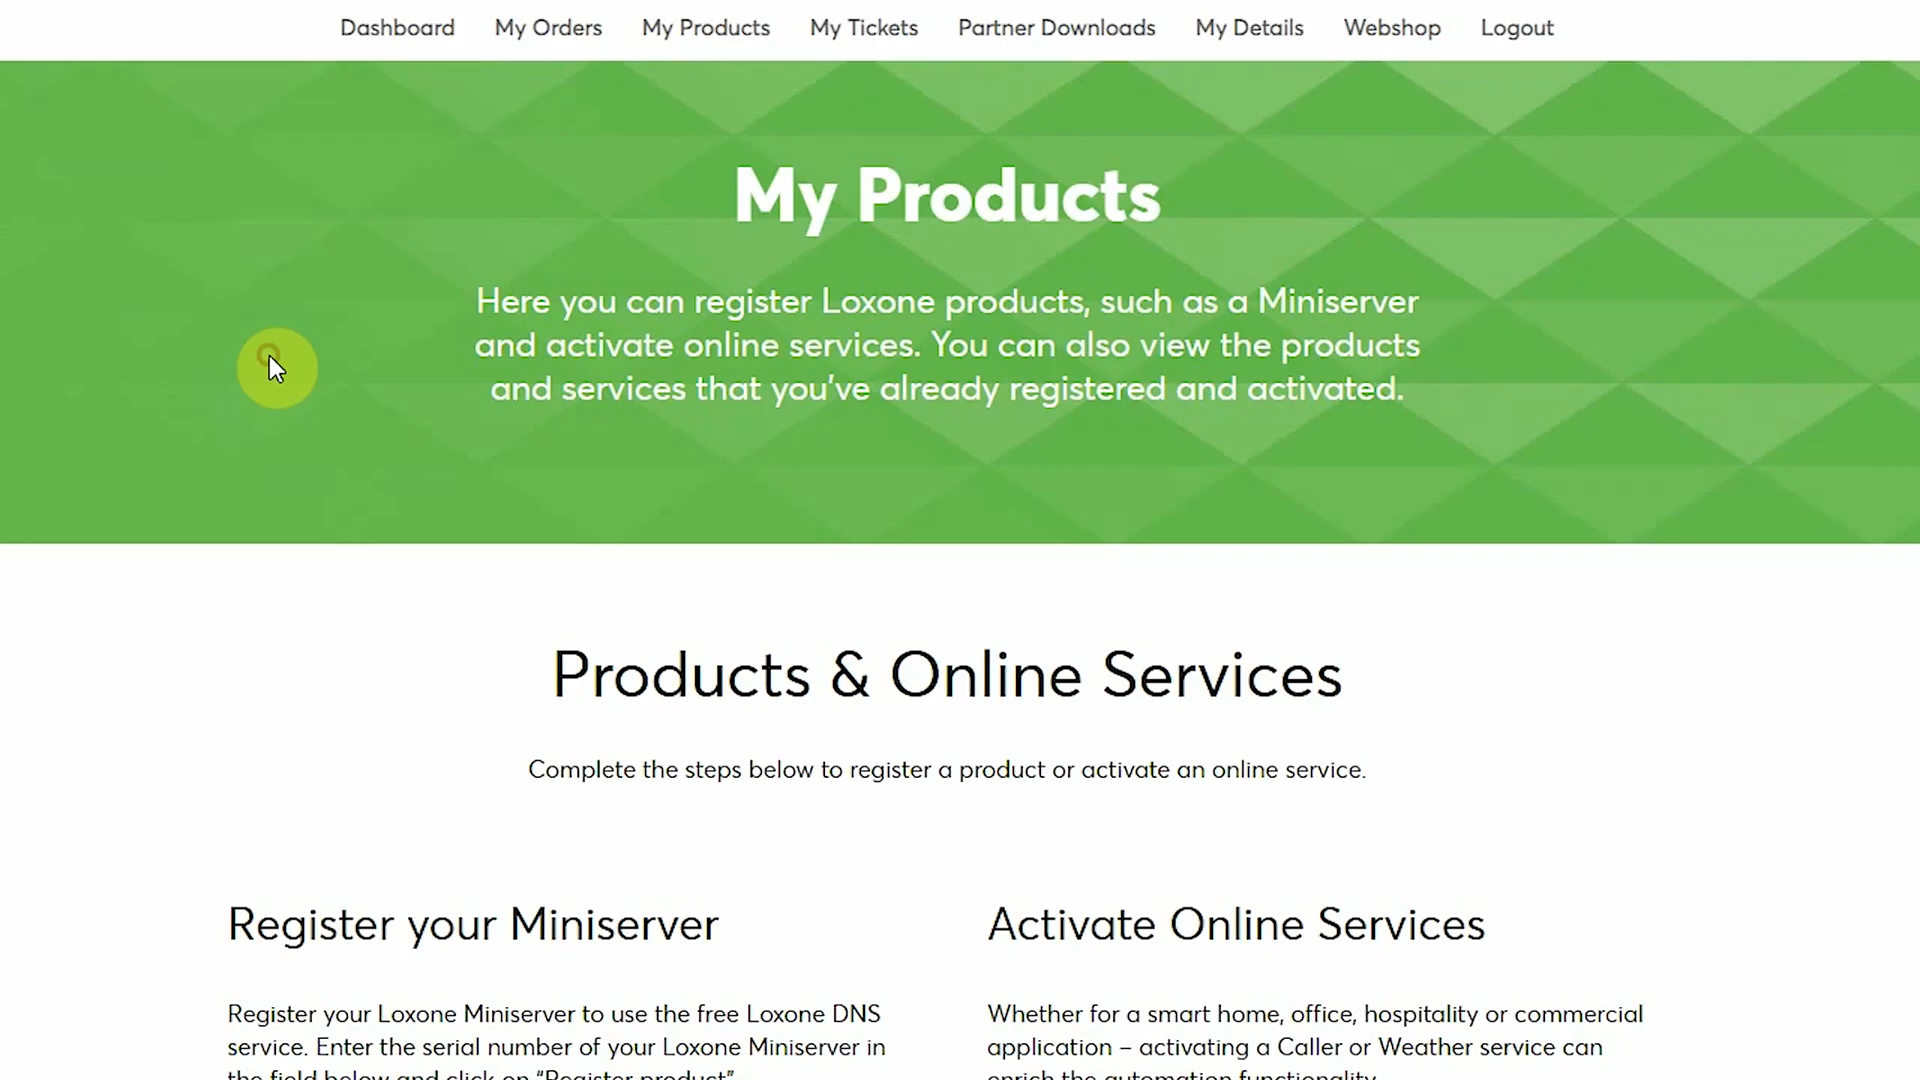 Dashboard My Orders My Products My Tickets Partner Downloads My Details Webshop Logout
My Products
Here you can register Loxone products, such as a Miniserver
and activate online services. You can also view the products
and services that you've already registered and activated.
Products & Online Services
Complete the steps below to register a product or activate an online service.
Register your Miniserver
Register your Loxone Miniserver to use the free Loxone DNS
service. Enter the serial number of your Loxone Miniserver in
the field below and click on “Register product”
Activate Online Services
Whether for a smart home, office, hospitality or commercial
application – activating a Caller or Weather service can
enrich the automation functionality.